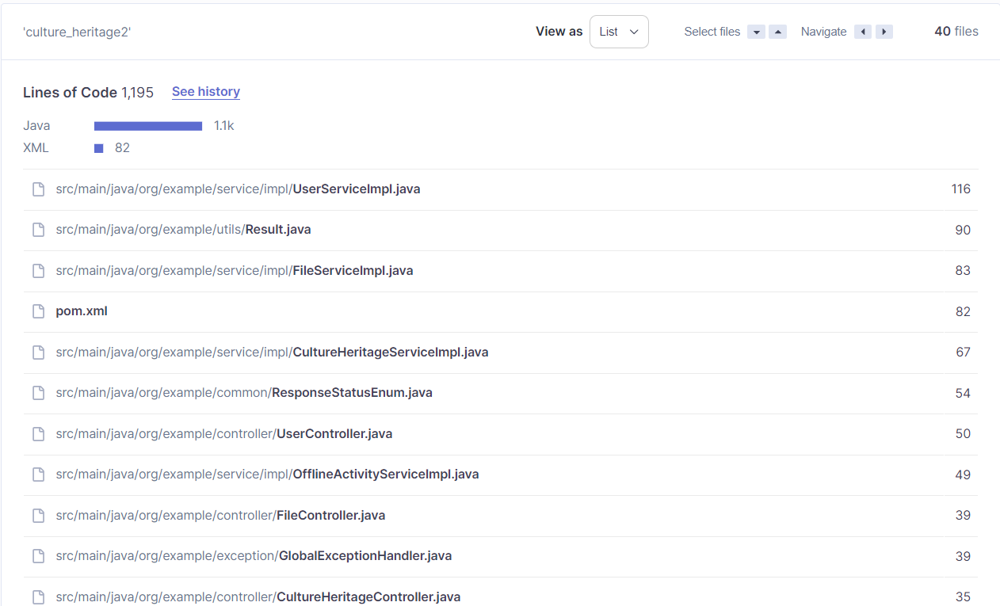 'culture_heritage2' View as List Select files Navigate 40 files
Lines of Code 1,195 See history
Java 1.1k
XML 82
src/main/java/org/example/service/impl/UserServiceImpl.java 116
src/main/java/org/example/utils/Result.java 90
src/main/java/org/example/service/impl/FileServiceImpl.java 83
pom.xml 82
src/main/java/org/example/service/impl/CultureHeritageServiceImpl.java 67
src/main/java/org/example/common/ResponseStatusEnum.java 54
src/main/java/org/example/controller/UserController.java 50
src/main/java/org/example/service/impl/OfflineActivityServiceImpl.java 49
src/main/java/org/example/controller/FileController.java 39
src/main/java/org/example/exception/GlobalExceptionHandler.java 39
src/main/java/org/example/controller/CultureHeritageController.java 35